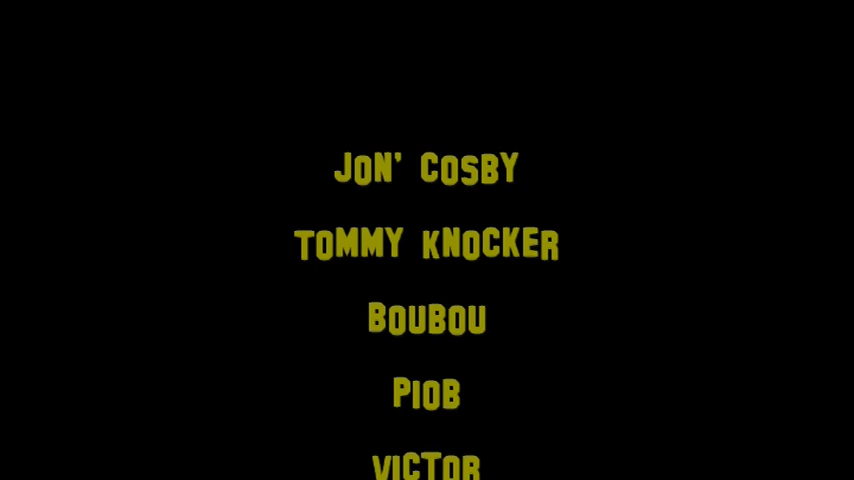 JON' COSBY
TOMMY KNOCKER
BOUBOU
PIOB
VICTOR